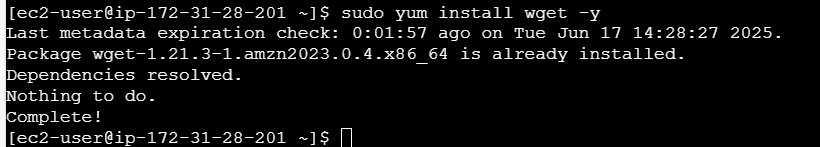 [ec2-user@ip-172-31-28-201 ~]$ sudo yum install wget -y
Last metadata expiration check: 0:01:57 ago on Tue Jun 17 14:28:27 2025.
Package wget-1.21.3-1.amzn2023.0.4.x86_64 is already installed.
Dependencies resolved.
Nothing to do.
Complete!
[ec2-user@ip-172-31-28-201 ~]$